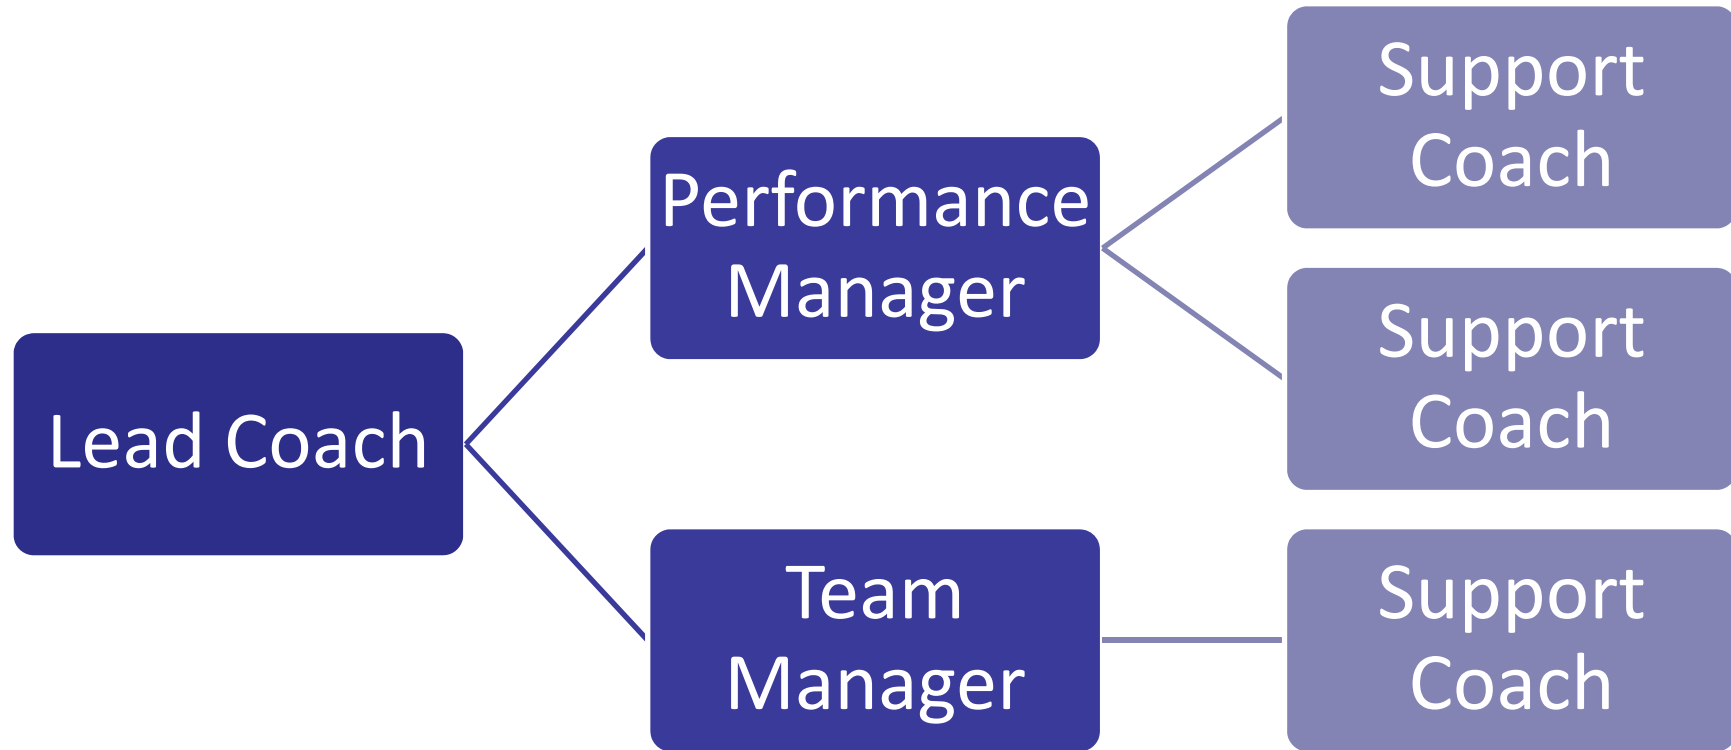 Lead Coach
Performance
Manager
Team
Manager
Support
Coach
Support
Coach
Support
Coach